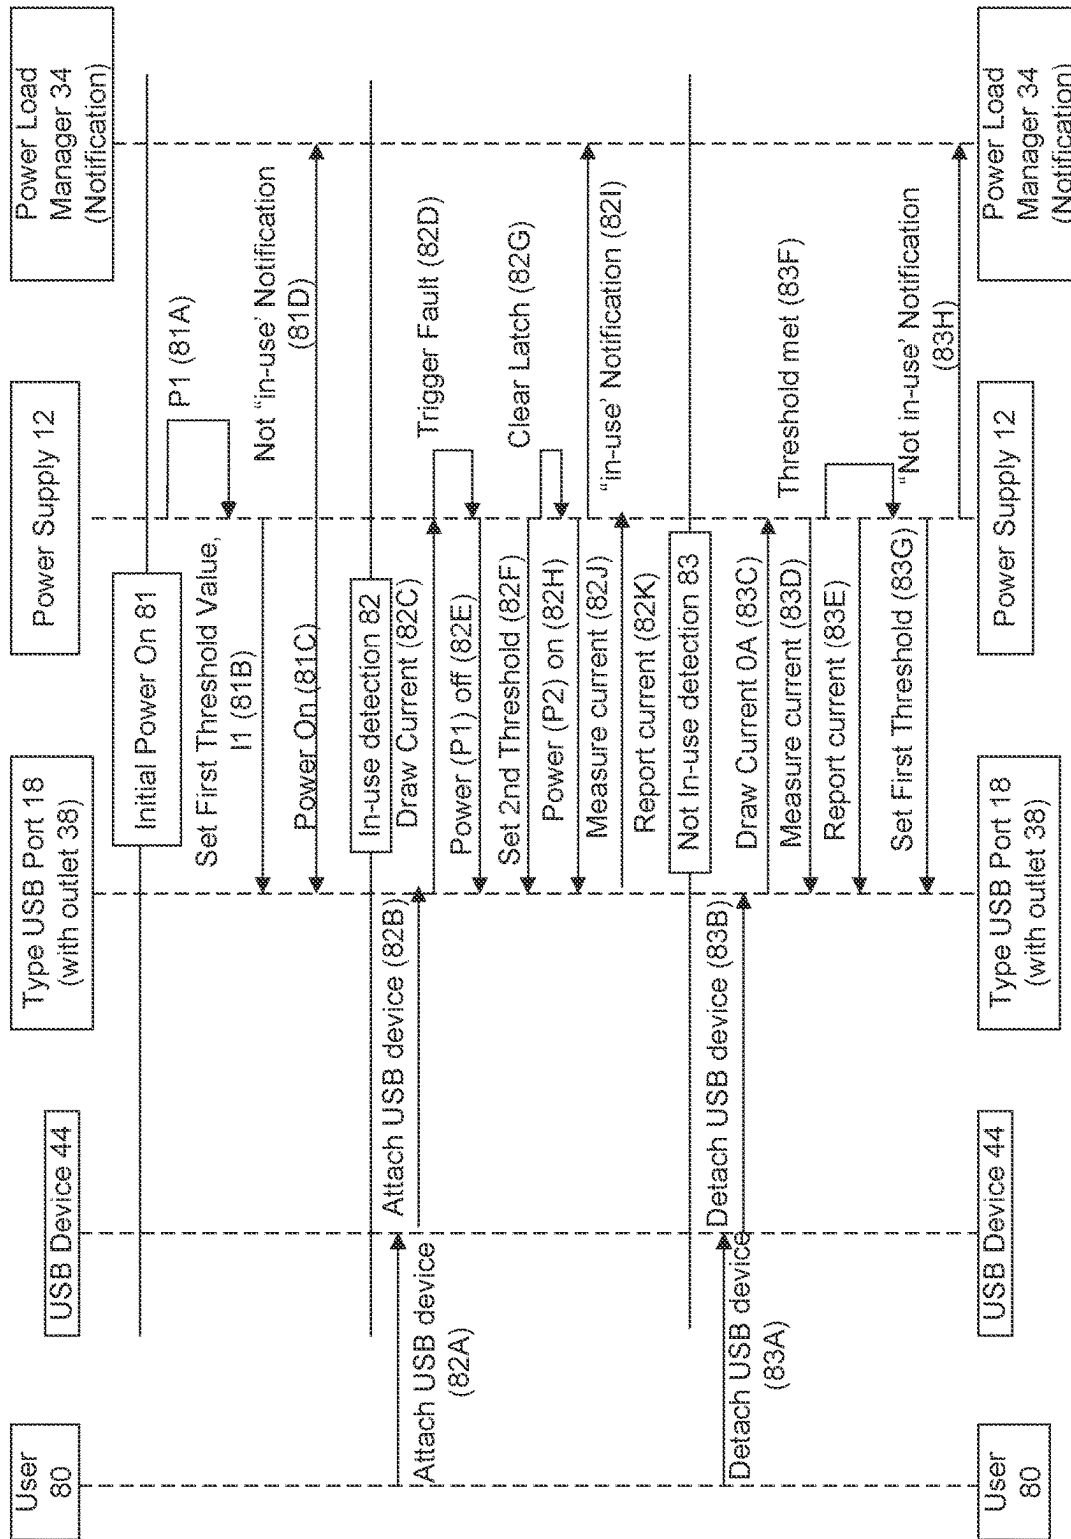 User
80
USB Device 44
Type USB Port 18
(with outlet 38)
Power Supply 12
Power Load
Manager 34
(Notification)
Initial Power On 81
P1 (81A)
Set First Threshold Value,
I1 (81B)
Power On (81C)
Not “in-use’ Notification
(81D)
In-use detection 82
Attach USB device
(82A)
Attach USB device (82B)
Draw Current (82C)
Trigger Fault (82D)
Power (P1) off (82E)
Set 2nd Threshold (82F)
Clear Latch (82G)
Power (P2) on (82H)
“in-use’ Notification (82I)
Measure current (82J)
Report current (82K)
Not In-use detection 83
Detach USB device
(83A)
Detach USB device (83B)
Draw Current 0A (83C)
Measure current (83D)
Report current (83E)
Threshold met (83F)
Set First Threshold (83G)
“Not in-use’ Notification
(83H)
User
80
USB Device 44
Type USB Port 18
(with outlet 38)
Power Supply 12
Power Load
Manager 34
(Notification)